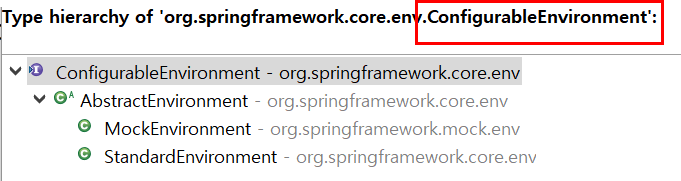 Type hierarchy of 'org.springframework.core.env.ConfigurableEnvironment':
ConfigurableEnvironment - org.springframework.core.env
AbstractEnvironment - org.springframework.core.env
MockEnvironment - org.springframework.mock.env
StandardEnvironment - org.springframework.core.env